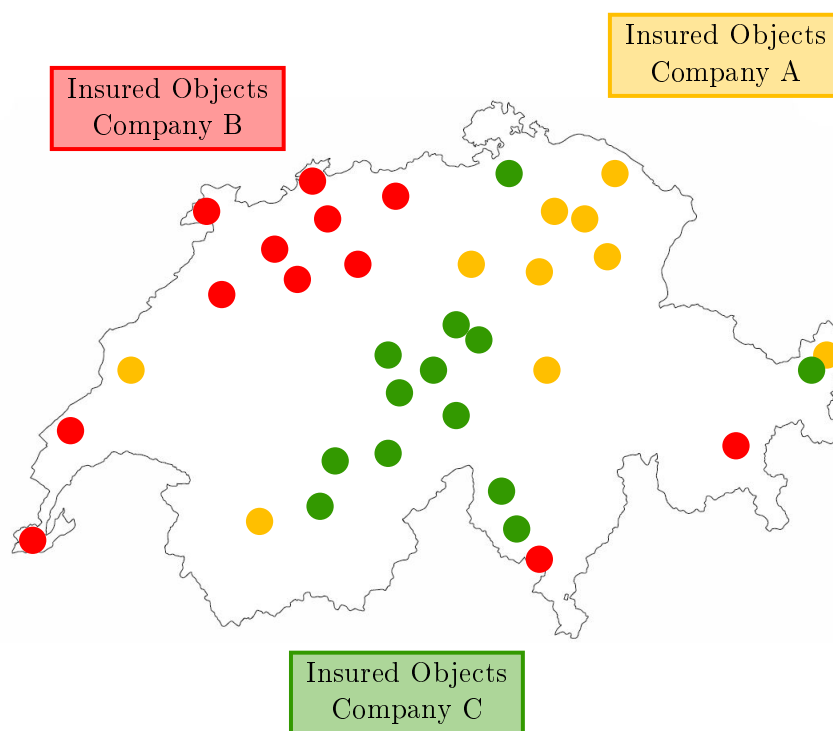 Insured Objects
Company A
Insured Objects
Company B
Insured Objects
Company C